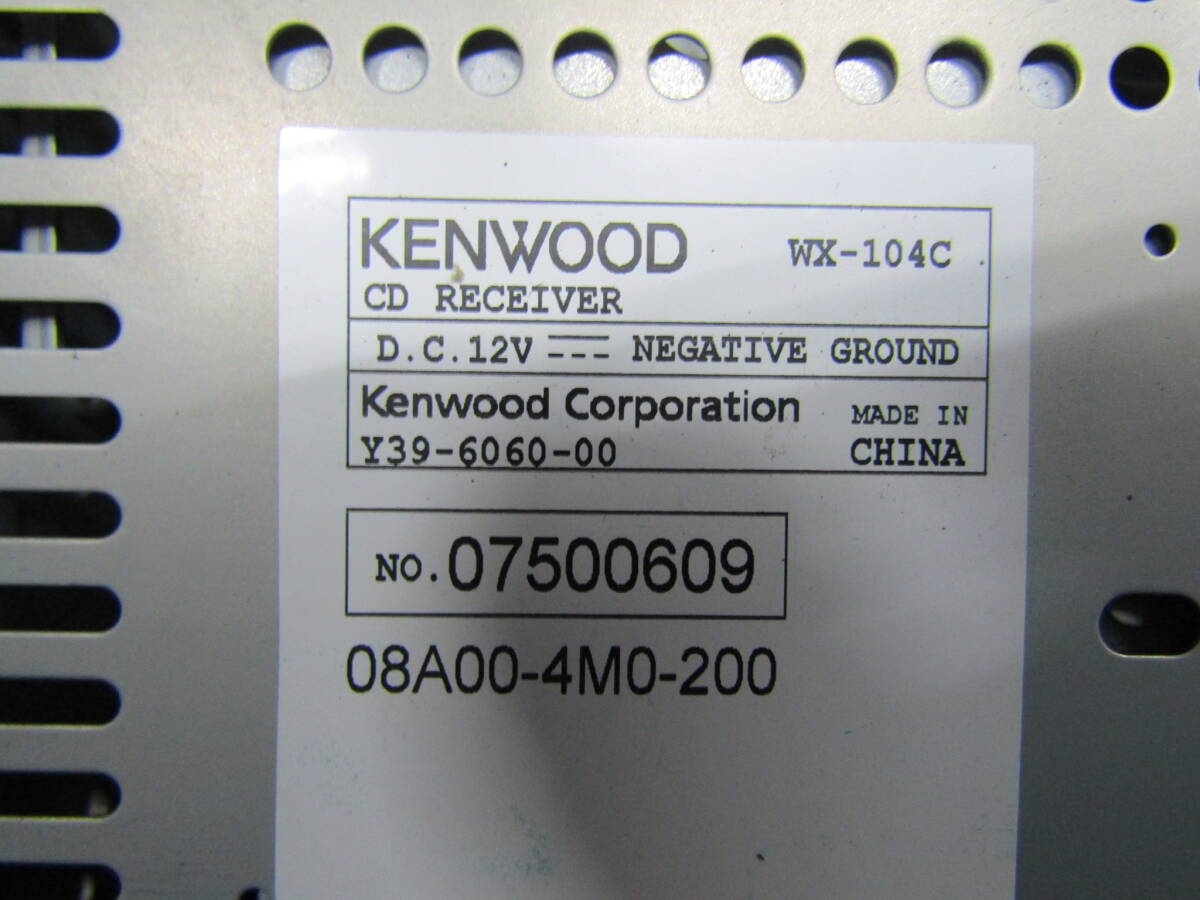 KENWOOD WX-104C
CD RECEIVER
D.C.12V NEGATIVE GROUND
Kenwood Corporation MADE IN
Y39-6060-00 CHINA
NO. 07500609
08A00-4M0-200